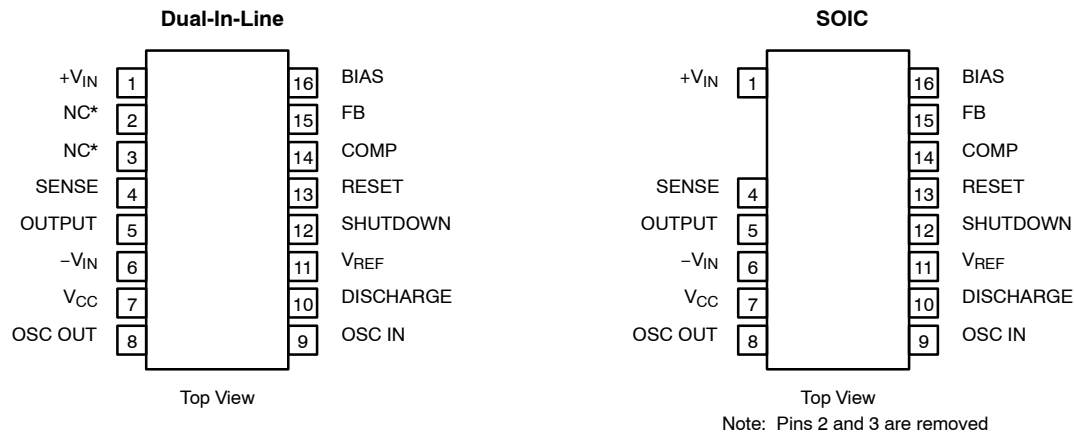 Dual-In-Line
+VIN 1 16 BIAS
NC* 2 15 FB
NC* 3 14 COMP
SENSE 4 13 RESET
OUTPUT 5 12 SHUTDOWN
−VIN 6 11 VREF
VCC 7 10 DISCHARGE
OSC OUT 8 9 OSC IN
Top View
SOIC
+VIN 1 16 BIAS
15 FB
14 COMP
SENSE 4 13 RESET
OUTPUT 5 12 SHUTDOWN
−VIN 6 11 VREF
VCC 7 10 DISCHARGE
OSC OUT 8 9 OSC IN
Top View
Note: Pins 2 and 3 are removed